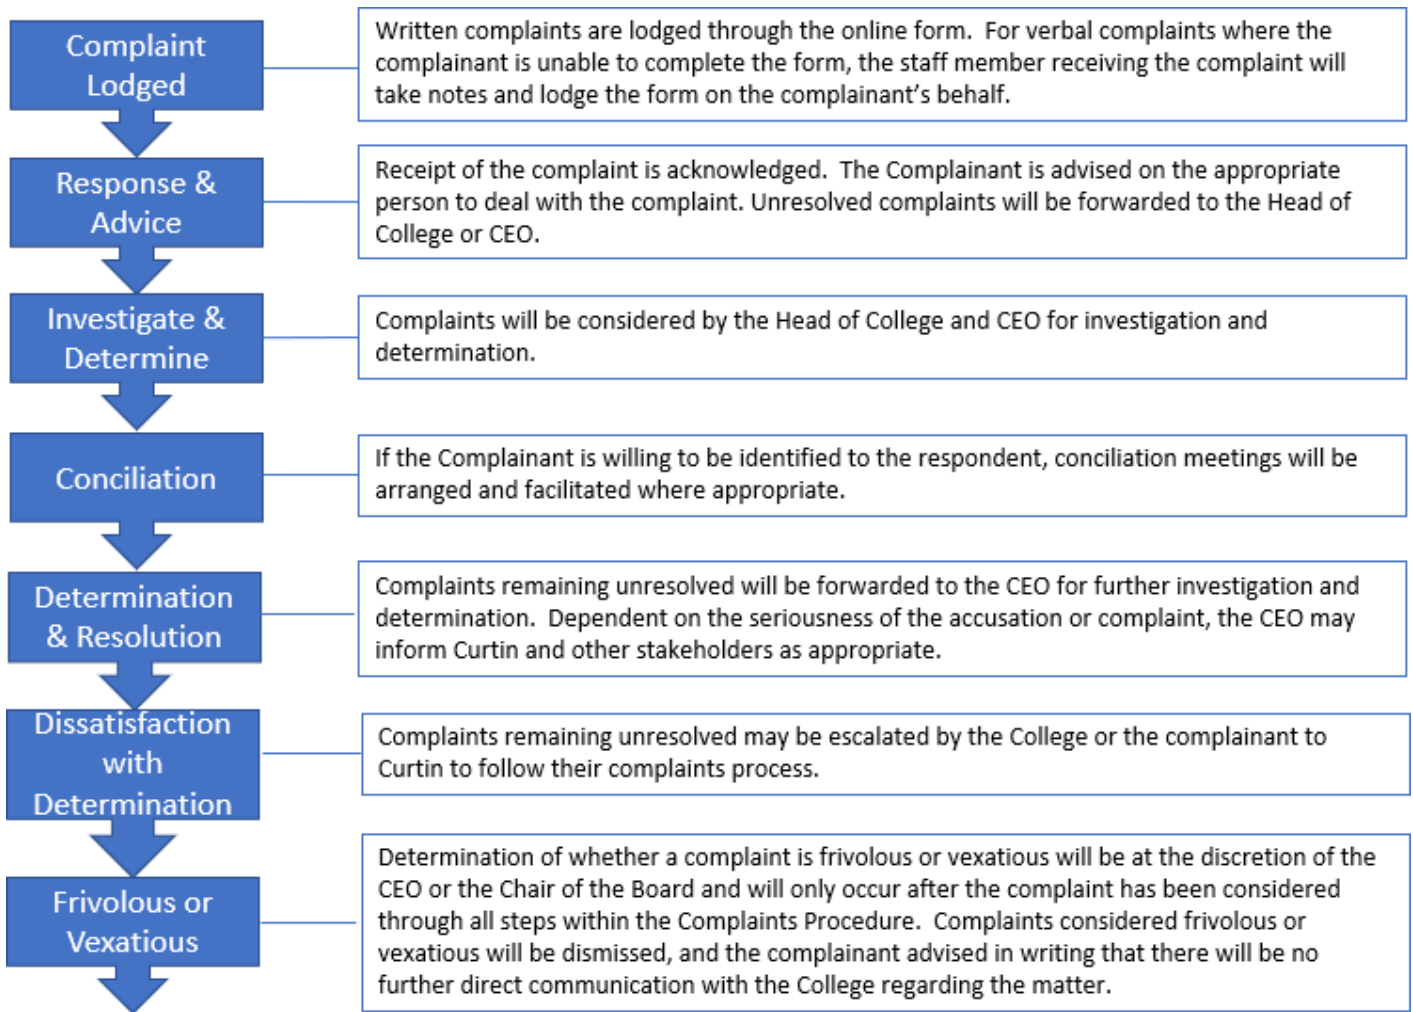 Complaint
Lodged
Written complaints are lodged through the online form.  For verbal complaints where the
complainant is unable to complete the form, the staff member receiving the complaint will
take notes and lodge the form on the complainant's behalf.
Response &
Advice
Receipt of the complaint is acknowledged.  The Complainant is advised on the appropriate
person to deal with the complaint. Unresolved complaints will be forwarded to the Head of
College or CEO.
Investigate &
Determine
Complaints will be considered by the Head of College and CEO for investigation and
determination.
Conciliation
If the Complainant is willing to be identified to the respondent, conciliation meetings will be
arranged and facilitated where appropriate.
Determination
& Resolution
Complaints remaining unresolved will be forwarded to the CEO for further investigation and
determination.  Dependent on the seriousness of the accusation or complaint, the CEO may
inform Curtin and other stakeholders as appropriate.
Dissatisfaction
with
Determination
Complaints remaining unresolved may be escalated by the College or the complainant to
Curtin to follow their complaints process.
Frivolous or
Vexatious
Determination of whether a complaint is frivolous or vexatious will be at the discretion of the
CEO or the Chair of the Board and will only occur after the complaint has been considered
through all steps within the Complaints Procedure.  Complaints considered frivolous or
vexatious will be dismissed, and the complainant advised in writing that there will be no
further direct communication with the College regarding the matter.